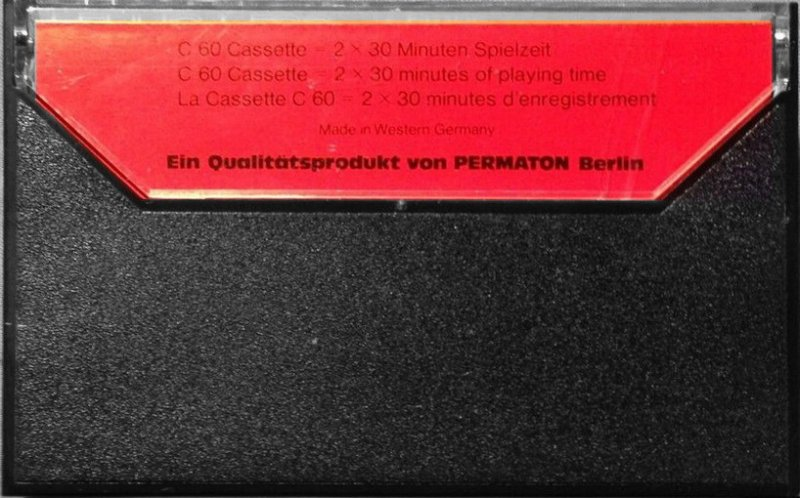 C 60 Cassette = 2 × 30 Minuten Spielzeit
C 60 Cassette = 2 × 30 minutes of playing time
La Cassette C 60 = 2 × 30 minutes d'enregistrement
Made in Western Germany
Ein Qualitätsprodukt von PERMATON Berlin